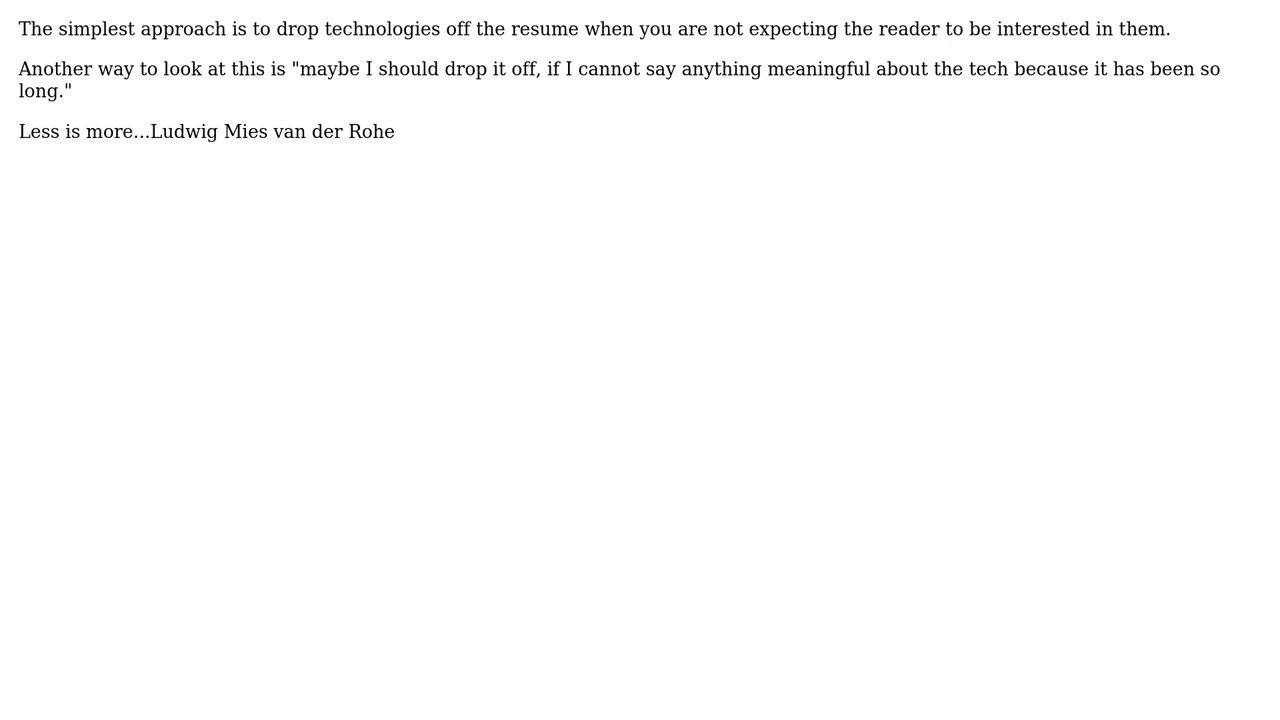 The simplest approach is to drop technologies off the resume when you are not expecting the reader to be interested in them.
Another way to look at this is "maybe I should drop it off, if I cannot say anything meaningful about the tech because it has been so
long."
Less is more...Ludwig Mies van der Rohe